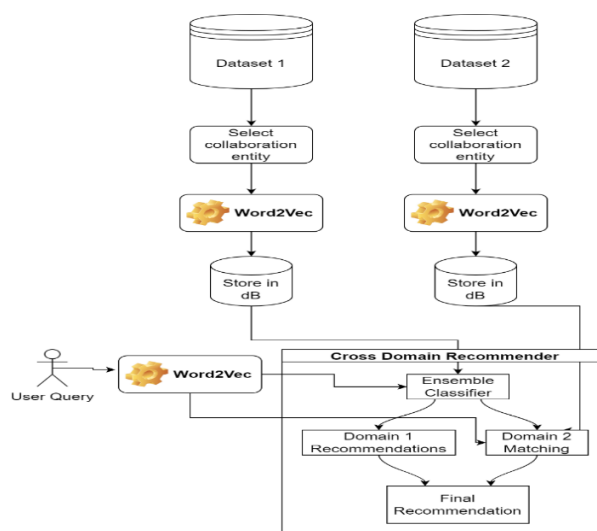 Dataset 1
Dataset 2
Select
collaboration
entity
Select
collaboration
entity
Word2Vec
Word2Vec
Store in
dB
Store in
dB
Cross Domain Recommender
User Query
Word2Vec
Ensemble
Classifier
Domain 1
Recommendations
Domain 2
Matching
Final
Recommendation